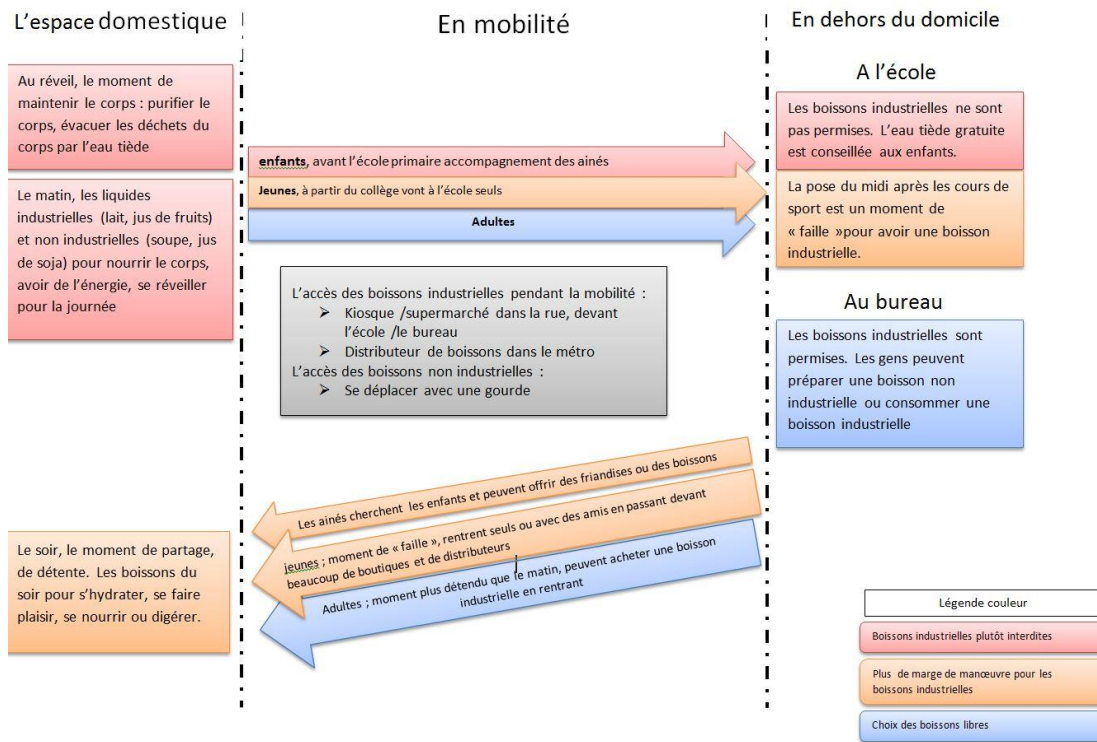 L'espace domestique
En mobilité
En dehors du domicile
Au réveil, le moment de
maintenir le corps : purifier le
corps, évacuer les déchets du
corps par l'eau tiède
Le matin, les liquides
industrielles (lait, jus de fruits)
et non industrielles (soupe, jus
de soja) pour nourrir le corps,
avoir de l'énergie, se réveiller
pour la journée
enfants, avant l'école primaire accompagnement des ainés
Jeunes, à partir du collège vont à l'école seuls
Adultes
L'accès des boissons industrielles pendant la mobilité :
➢ Kiosque /supermarché dans la rue, devant
l'école /le bureau
➢ Distributeur de boissons dans le métro
L'accès des boissons non industrielles :
➢ Se déplacer avec une gourde
A l'école
Les boissons industrielles ne sont
pas permises. L'eau tiède gratuite
est conseillée aux enfants.
La pose du midi après les cours de
sport est un moment de
« faille »pour avoir une boisson
industrielle.
Au bureau
Les boissons industrielles sont
permises. Les gens peuvent
préparer une boisson non
industrielle ou consommer une
boisson industrielle
Les ainés cherchent les enfants et peuvent offrir des friandises ou des boissons
jeunes ; moment de « faille », rentrent seuls ou avec des amis en passant devant
beaucoup de boutiques et de distributeurs
Adultes ; moment plus détendu que le matin, peuvent acheter une boisson
industrielle en rentrant
Le soir, le moment de partage,
de détente. Les boissons du
soir pour s'hydrater, se faire
plaisir, se nourrir ou digérer.
Légende couleur
Boissons industrielles plutôt interdites
Plus de marge de manœuvre pour les
boissons industrielles
Choix des boissons libres